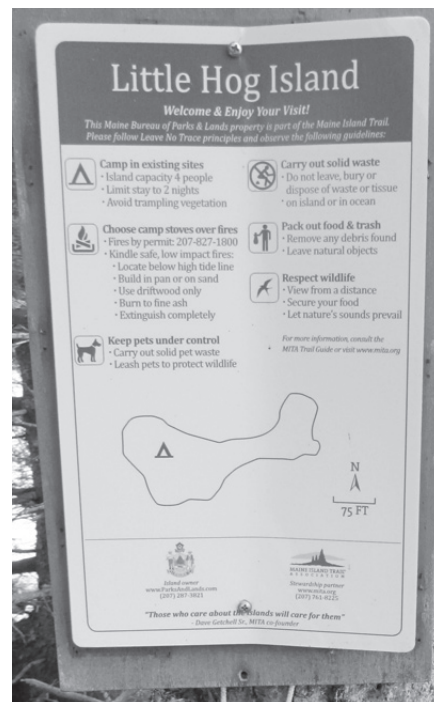 Little Hog Island
Welcome & Enjoy Your Visit!
This Maine Bureau of Parks & Lands property is part of the Maine Island Trail.
Please follow Leave No Trace principles and observe the following guidelines:
Camp in existing sites
· Island capacity 4 people
· Limit stay to 2 nights
· Avoid trampling vegetation
Choose camp stoves over fires
· Fires by permit: 207-827-1800
· Kindle safe, low impact fires:
· Locate below high tide line
· Build in pan or on sand
· Use driftwood only
· Burn to fine ash
· Extinguish completely
Keep pets under control
· Carry out solid pet waste
· Leash pets to protect wildlife
Carry out solid waste
· Do not leave, bury or
dispose of waste or tissue
· on island or in ocean
Pack out food & trash
· Remove any debris found
· Leave natural objects
Respect wildlife
· View from a distance
· Secure your food
· Let nature's sounds prevail
For more information, consult the
MITA Trail Guide or visit www.mita.org
N
75 FT
Island owner
www.ParksAndLands.com
(207) 287-3821
MAINE ISLAND TRAIL
ASSOCIATION
Stewardship partner
www.mita.org
(207) 761-8225
"Those who care about the islands will care for them"
- Dave Getchell Sr., MITA co-founder